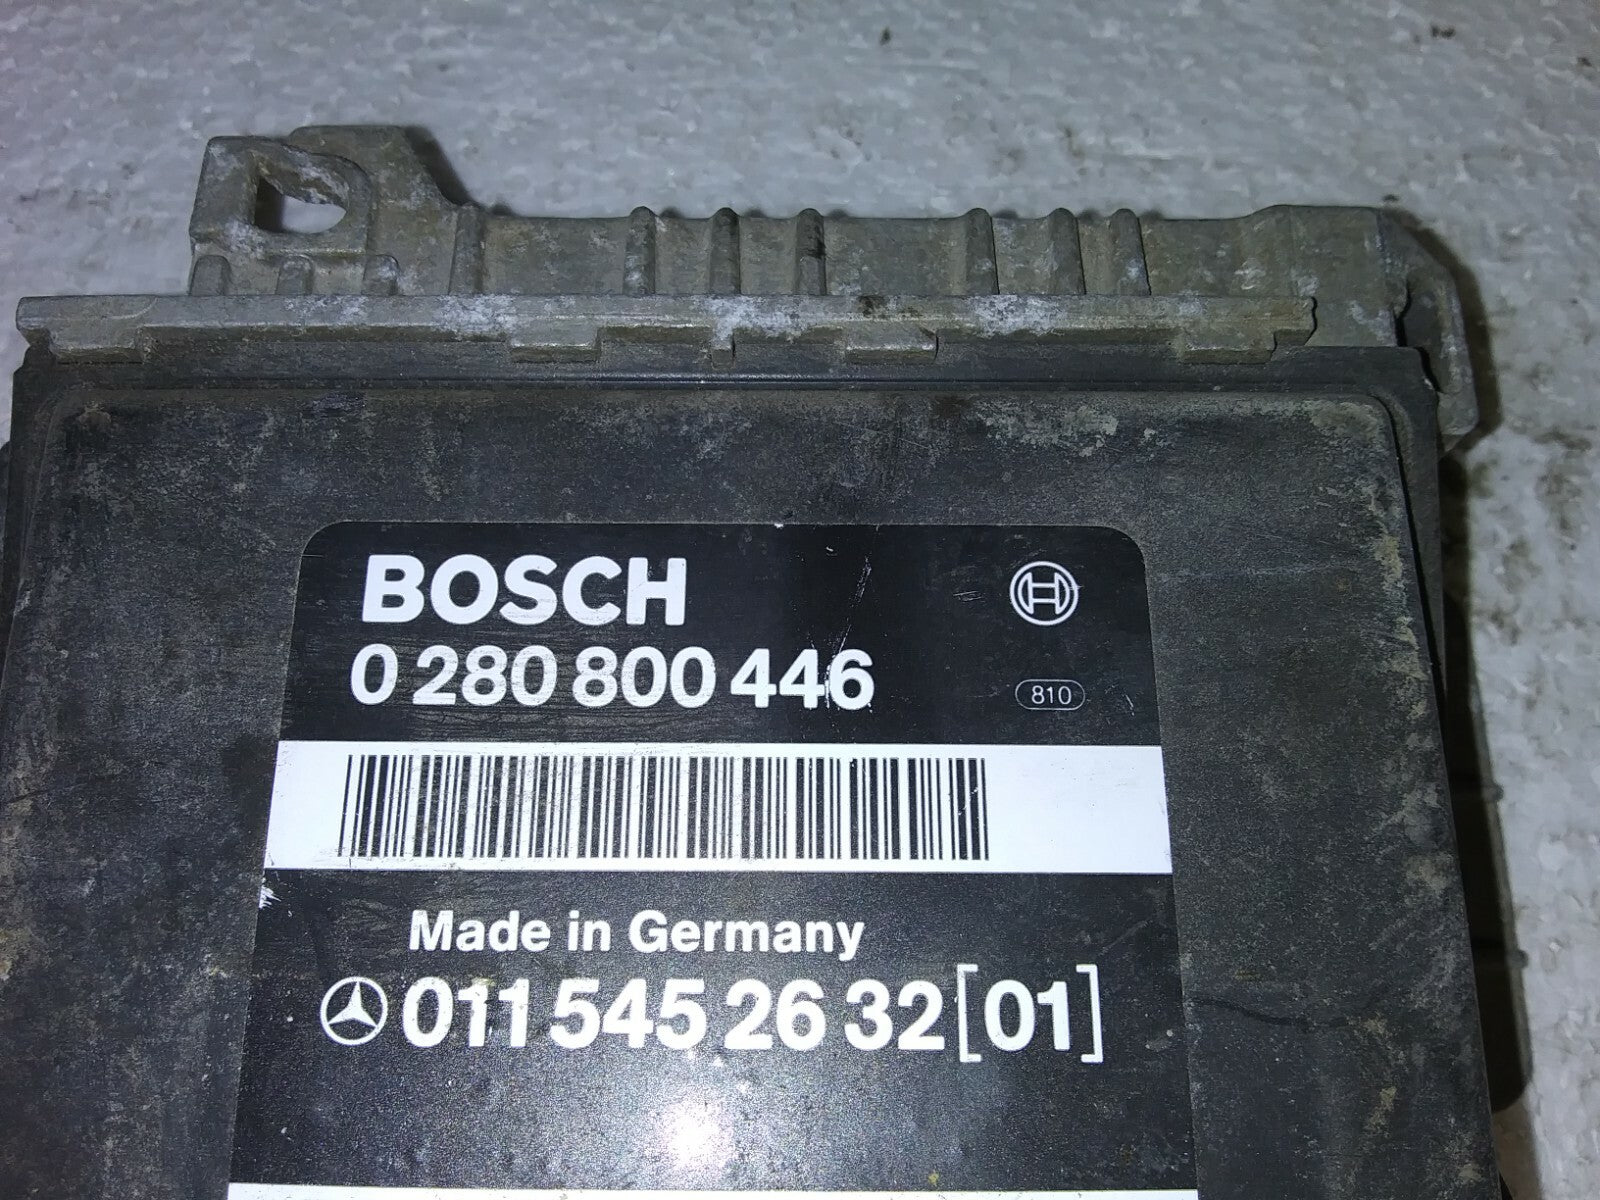 BOSCH
0 280 800 446
810
Made in Germany
011 545 26 32 [01]